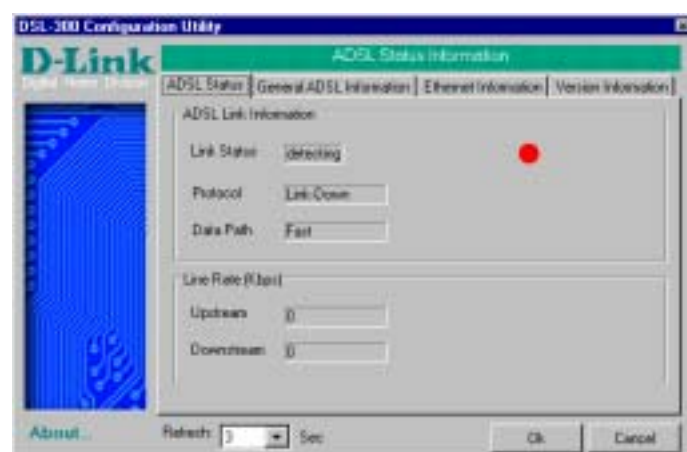 DSL-300 Configuration Utility
D-Link
ADSL Status Information
ADSL Status
General ADSL Information
Ethernet Information
Version Information
ADSL Link Information
Link Status
detecting
Protocol
Link Down
Data Path
Fast
Line Rate (Kbps)
Upstream
0
Downstream
0
About...
Refresh: 3 Sec
Ok
Cancel